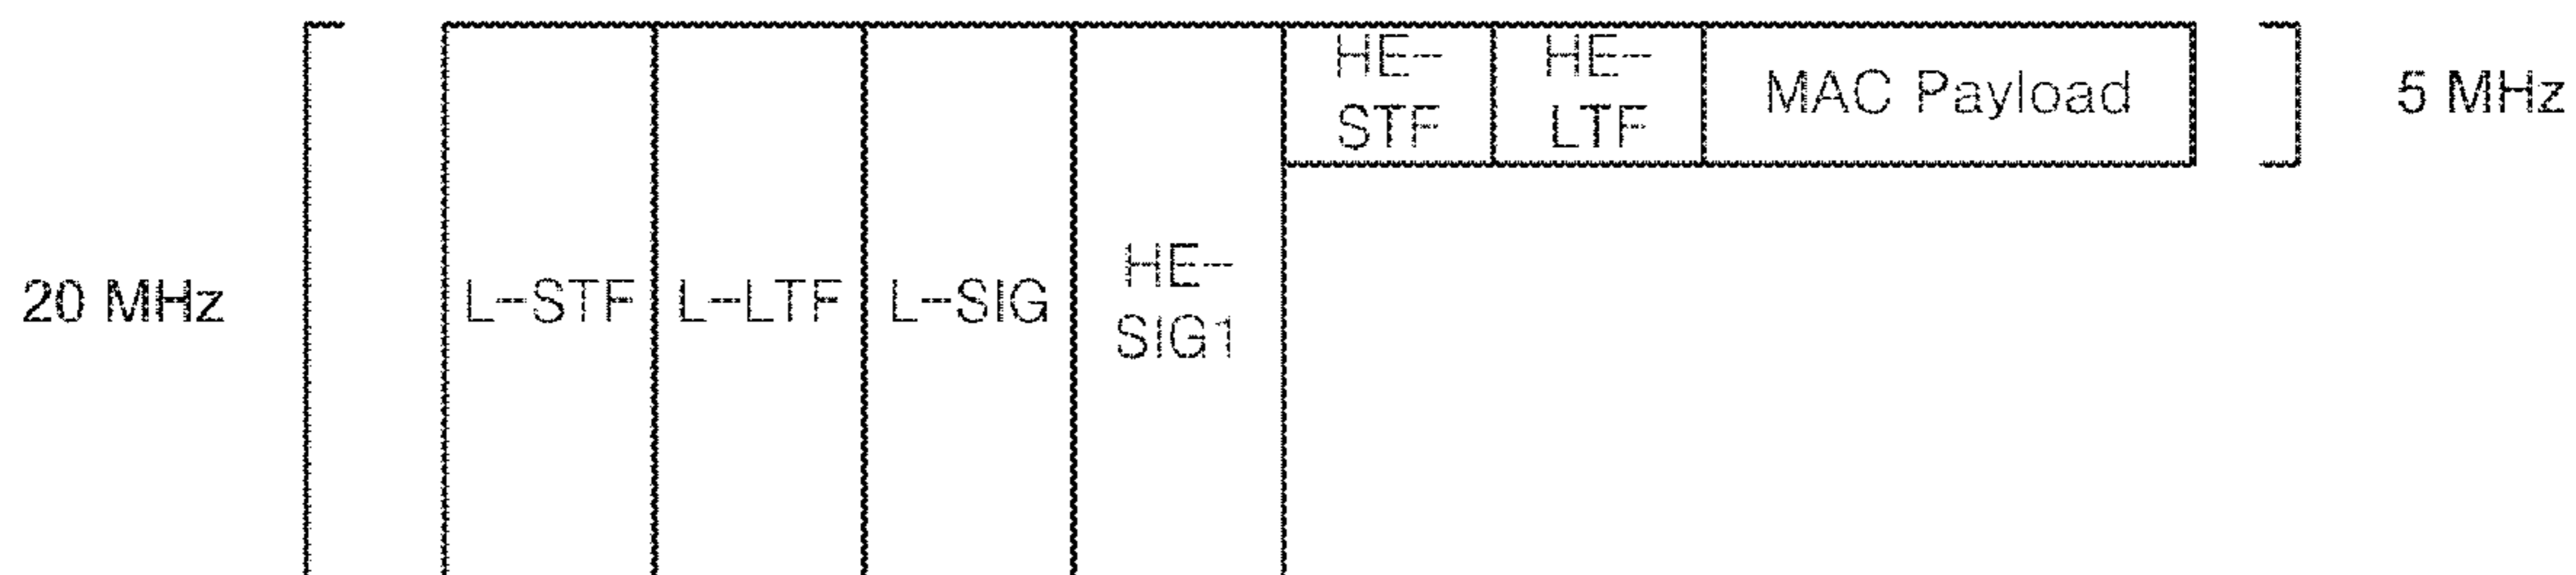 20 MHz
L-STF
L-LTF
L-SIG
HE-
SIG1
HE-
STF
HE-
LTF
MAC Payload
5 MHz